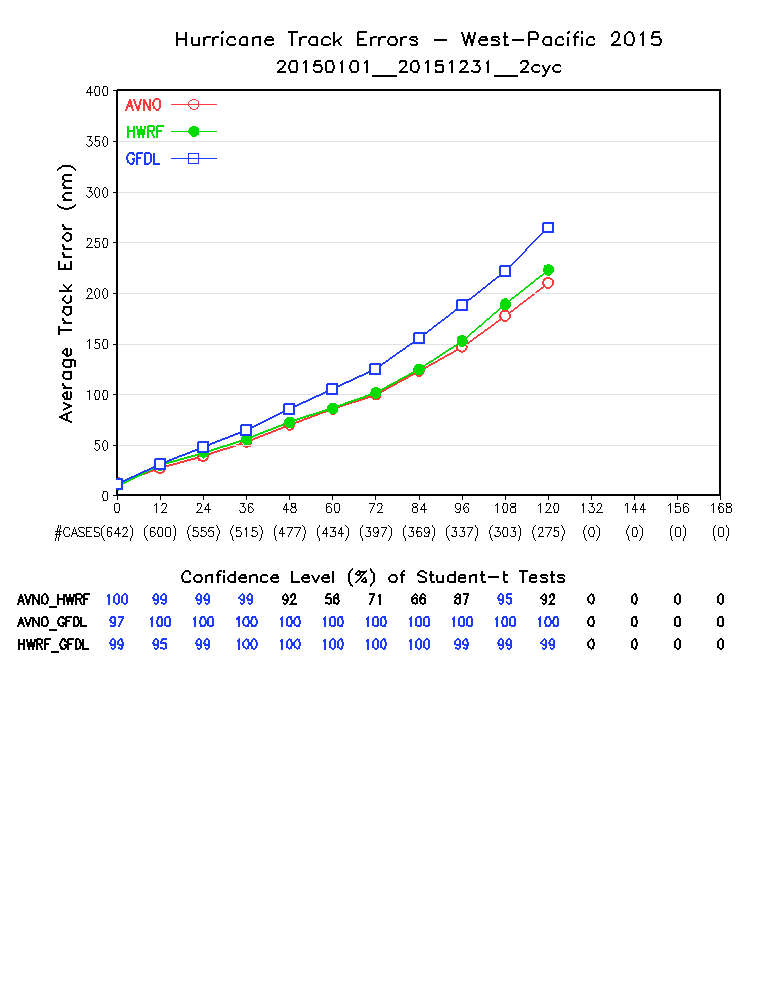 Hurricane Track Errors - West-Pacific 2015
20150101__20151231__2cyc
AVNO
HWRF
GFDL
Average Track Error (nm)
400
350
300
250
200
150
100
50
0
0 12 24 36 48 60 72 84 96 108 120 132 144 156 168
#CASES(642) (600) (555) (515) (477) (434) (397) (369) (337) (303) (275) (0) (0) (0) (0)
Confidence Level (%) of Student-t Tests
AVNO_HWRF 100 99 99 99 92 56 71 66 87 95 92 0 0 0 0
AVNO_GFDL 97 100 100 100 100 100 100 100 100 100 100 0 0 0 0
HWRF_GFDL 99 95 99 100 100 100 100 100 99 99 99 0 0 0 0